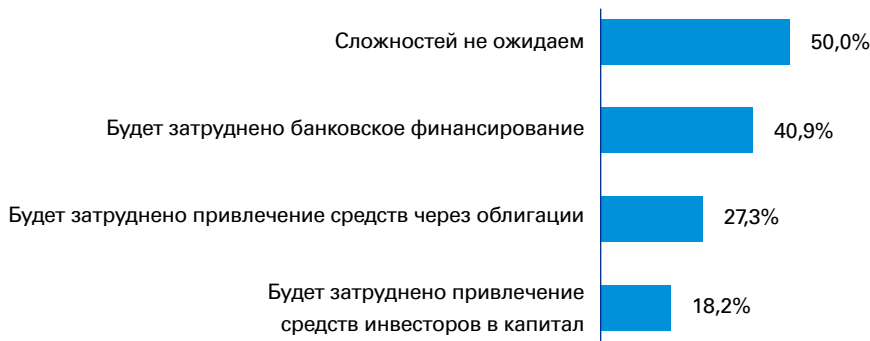 Сложностей не ожидаем 50,0%
Будет затруднено банковское финансирование 40,9%
Будет затруднено привлечение средств через облигации 27,3%
Будет затруднено привлечение
средств инвесторов в капитал 18,2%